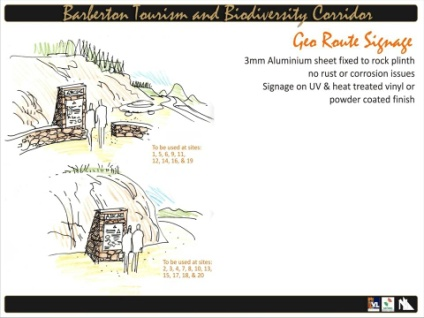 Barberton Tourism and Biodiversity Corridor
Geo Route Signage
3mm Aluminium sheet fixed to rock plinth
no rust or corrosion issues
Signage on UV & heat treated vinyl or
powder coated finish
To be used at sites:
1, 5, 6, 9, 11,
12, 14, 16, & 19
To be used at sites:
2, 3, 4, 7, 8, 10, 13,
15, 17, 18, & 20